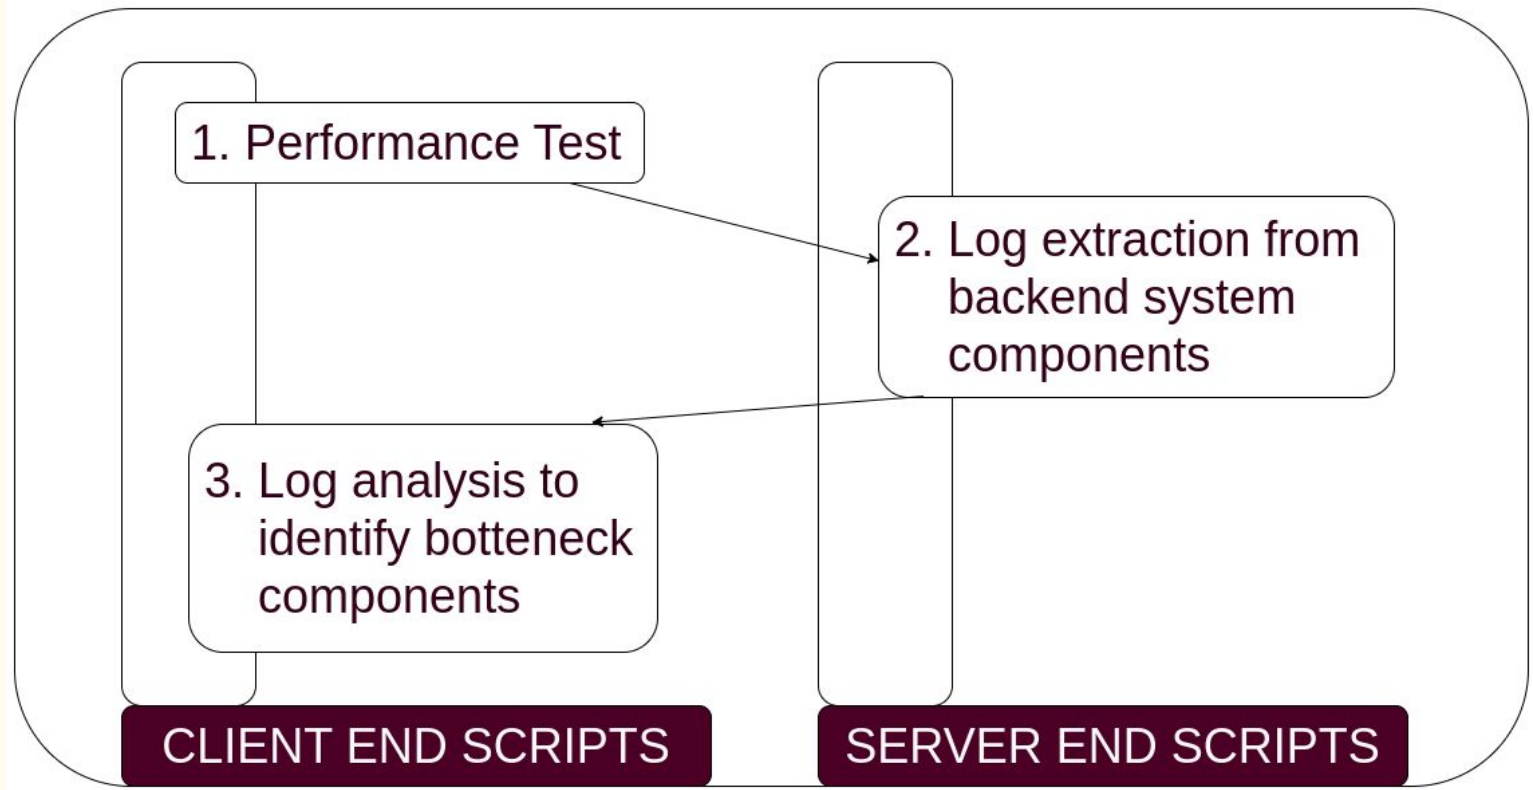 1. Performance Test
2. Log extraction from
backend system
components
3. Log analysis to
identify botteneck
components
CLIENT END SCRIPTS
SERVER END SCRIPTS